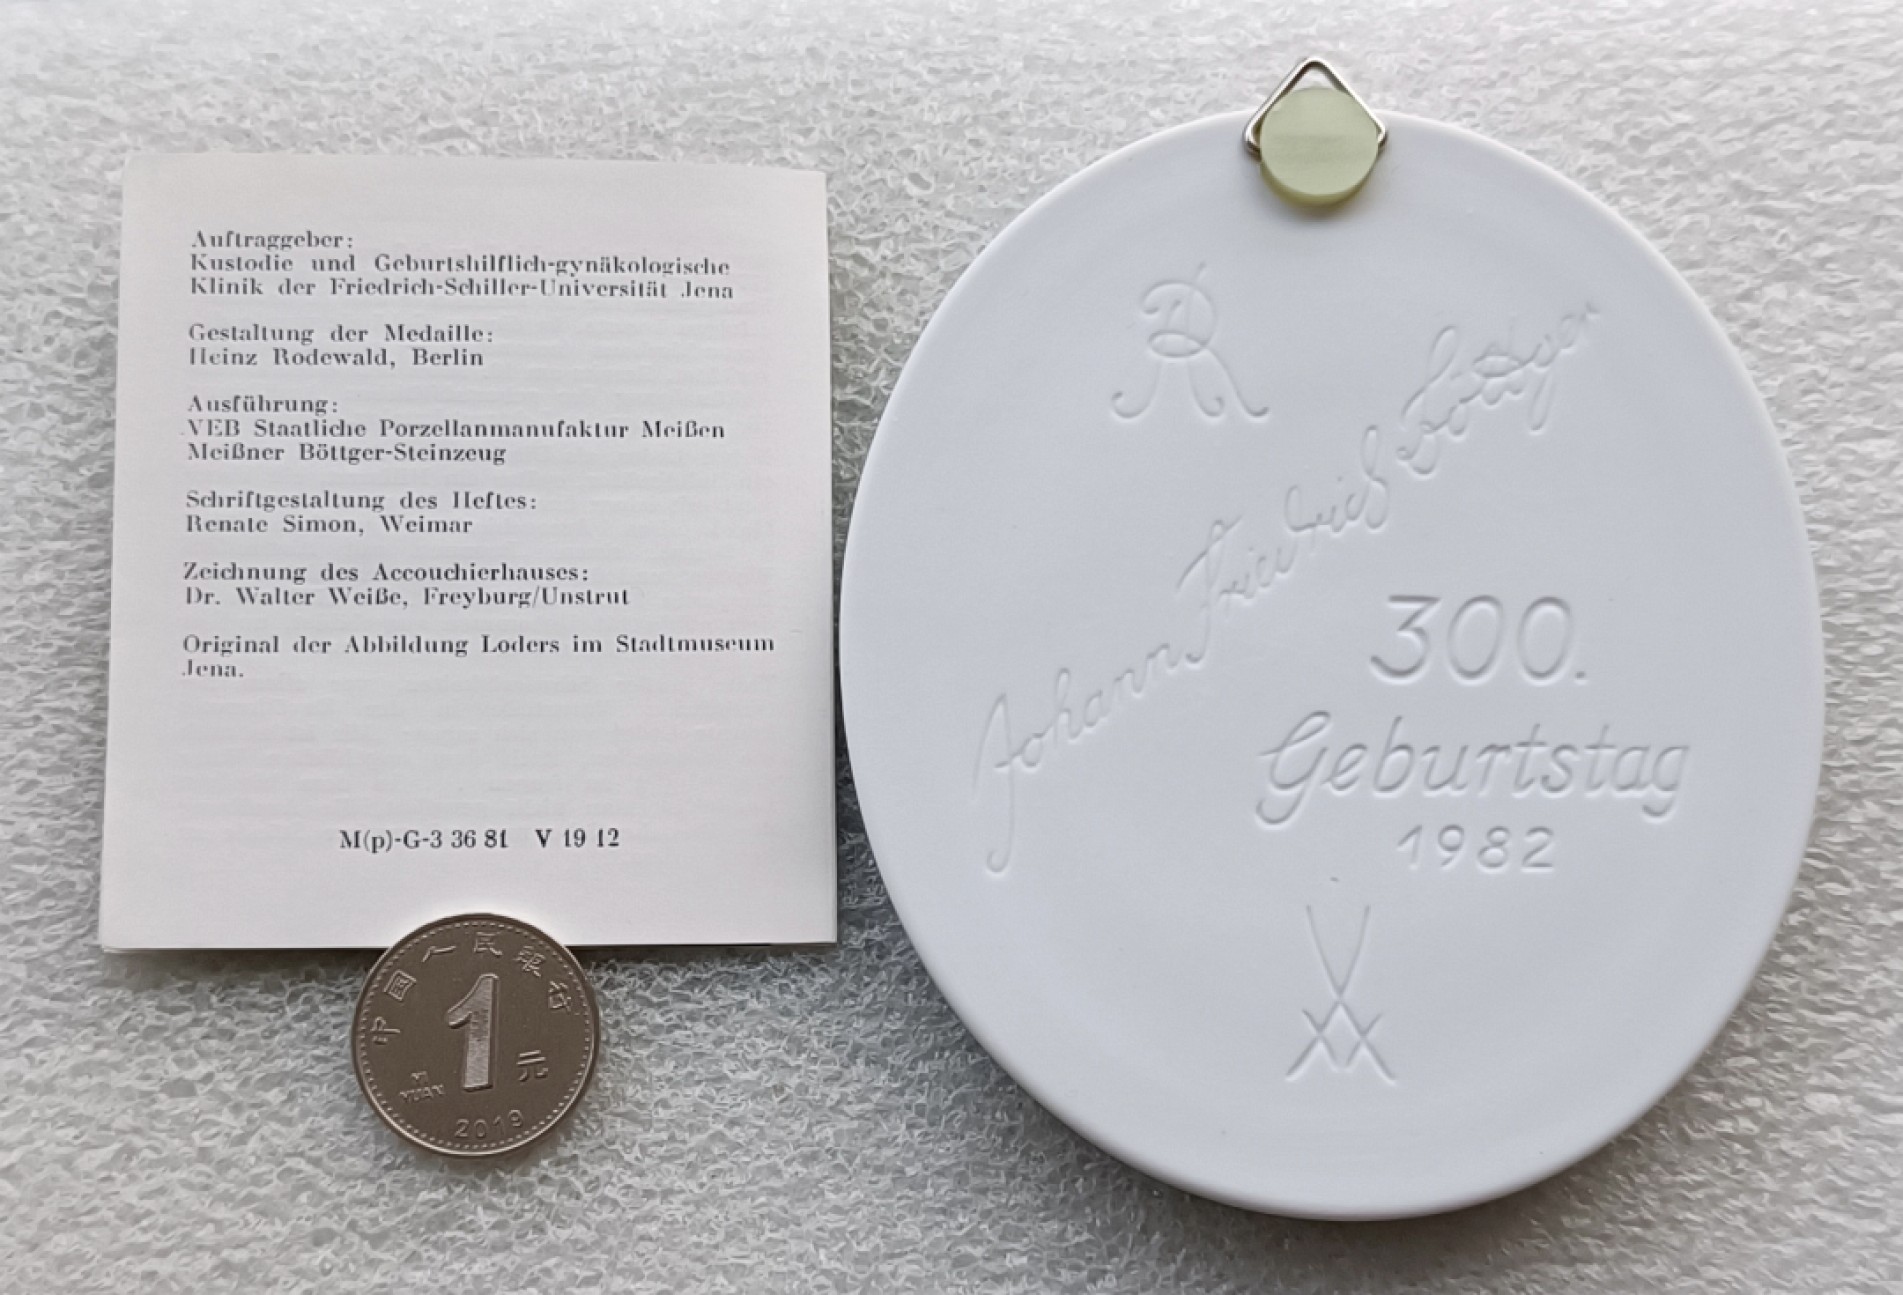 Auftraggeber:
Kustodie und Geburtshilflich-gynäkologische
Klinik der Friedrich-Schiller-Universität Jena
Gestaltung der Medaille:
Heinz Rodewald, Berlin
Ausführung:
VEB Staatliche Porzellanmanufaktur Meißen
Meißner Böttger-Steinzeug
Schriftgestaltung des Heftes:
Renate Simon, Weimar
Zeichnung des Accouchierhauses:
Dr. Walter Weiße, Freyburg/Unstrut
Original der Abbildung Loders im Stadtmuseum
Jena.
M(p)-G-3 36 81 V 19 12
中国人民银行
1
元
YI
YUAN
2019
AR
Johann Friedrich Böttger
300.
Geburtstag
1982